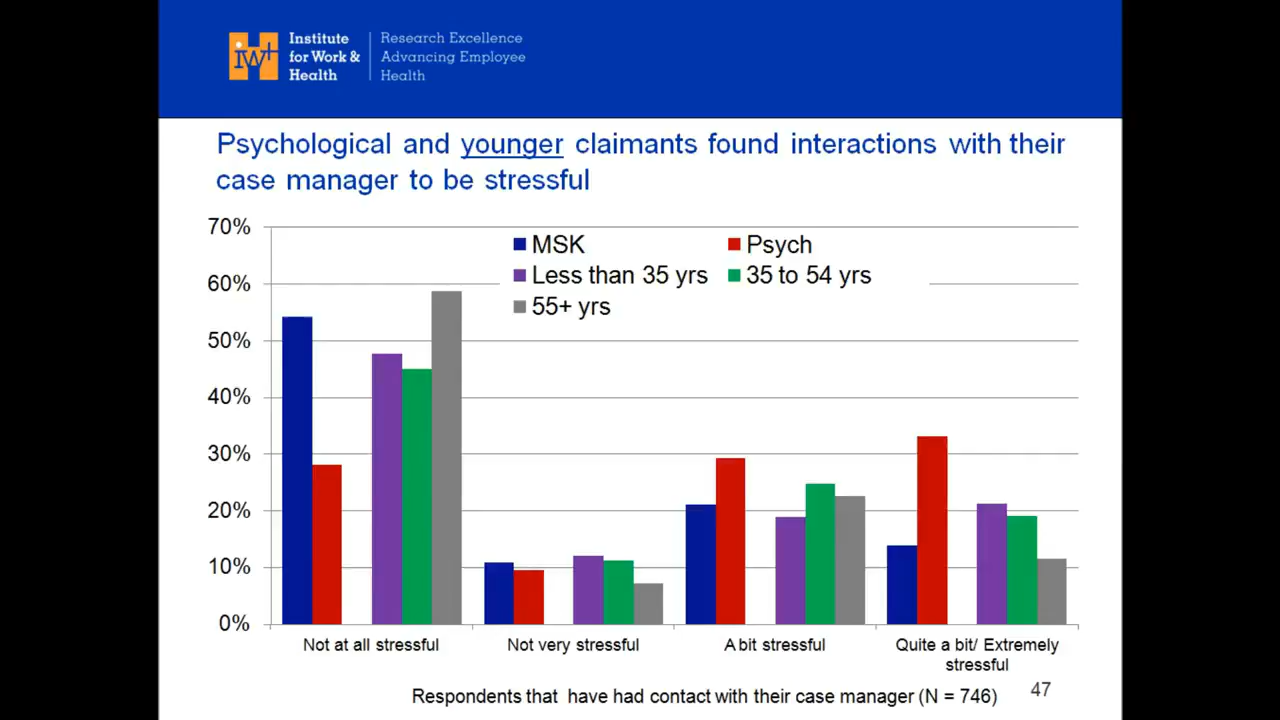 Institute
for Work &
Health
Research Excellence
Advancing Employee
Health
iw+
Psychological and younger claimants found interactions with their
case manager to be stressful
70%
60%
50%
40%
30%
20%
10%
0%
MSK
Psych
Less than 35 yrs
35 to 54 yrs
55+ yrs
Not at all stressful
Not very stressful
A bit stressful
Quite a bit/ Extremely
stressful
Respondents that have had contact with their case manager (N = 746)
47